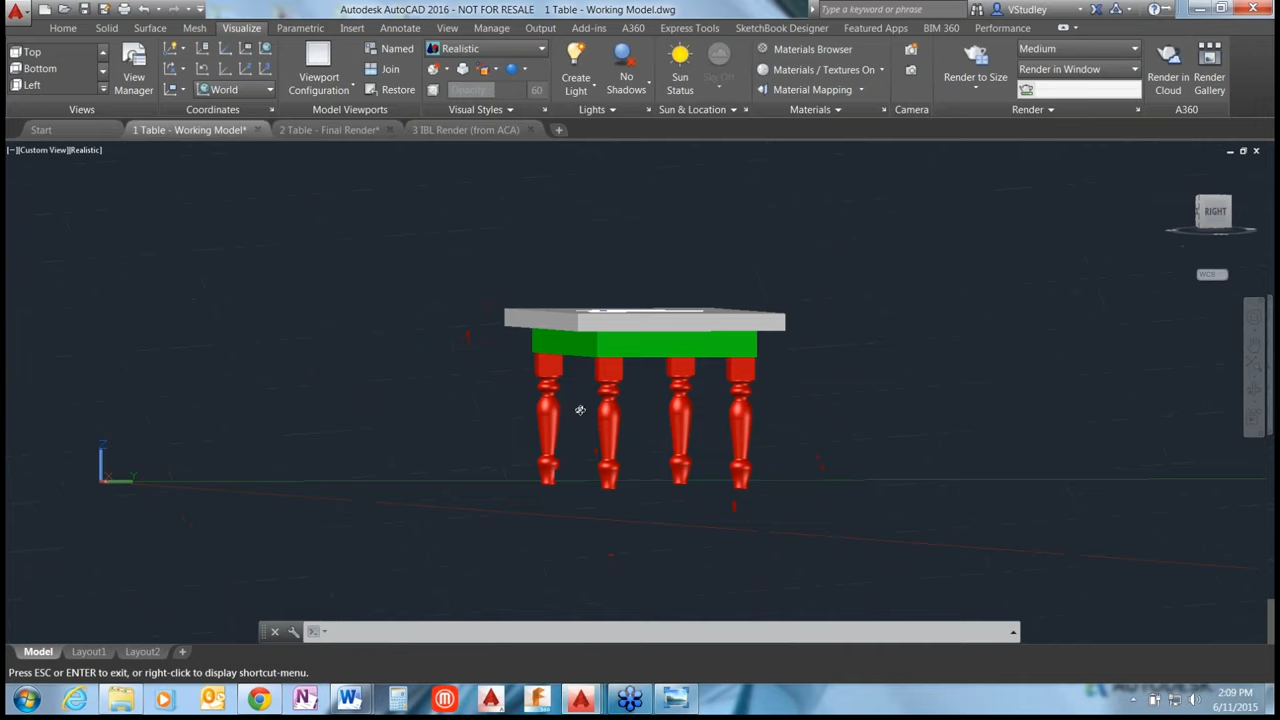 Autodesk AutoCAD 2016 - NOT FOR RESALE 1 Table - Working Model.dwg Type a keyword or phrase VStudley
Home Solid Surface Mesh Visualize Parametric Insert Annotate View Manage Output Add-ins A360 Express Tools SketchBook Designer Featured Apps BIM 360 Performance
Top Named Realistic Materials Browser Medium
Bottom Join Materials / Textures On Render in Window
Left World Restore Opacity 60 Material Mapping
View Manager Viewport Configuration Create Light No Shadows Sun Status Sky Off Render to Size Render in Cloud Render Gallery
Views Coordinates Model Viewports Visual Styles Lights Sun & Location Materials Camera Render A360
Start 1 Table - Working Model* 2 Table - Final Render* 3 IBL Render (from ACA)
[−][Custom View][Realistic]
RIGHT
WCS
Z
X Y
Model Layout1 Layout2
Press ESC or ENTER to exit, or right-click to display shortcut-menu.
2:09 PM
6/11/2015